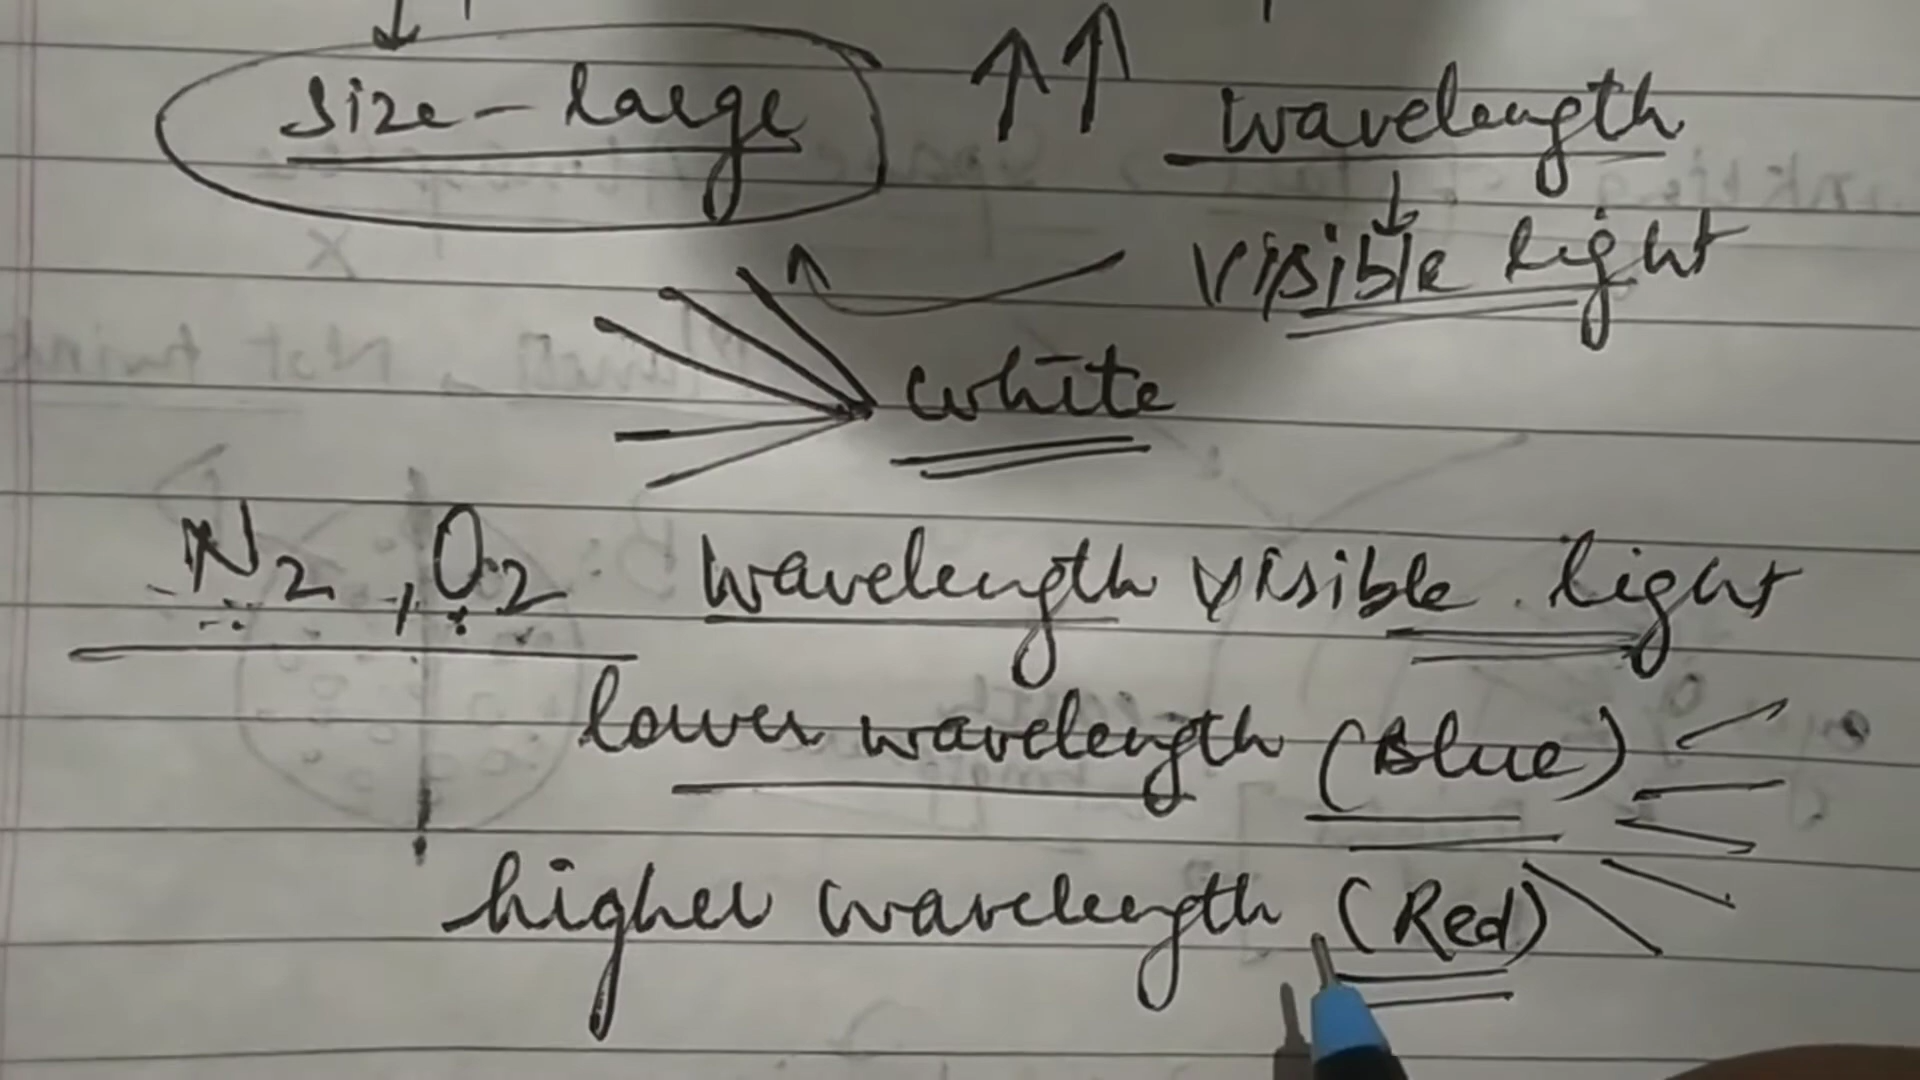 size - large ↑↑ wavelength
visible light
white
N2, O2 wavelength visible light
lower wavelength (Blue)
higher wavelength (Red)